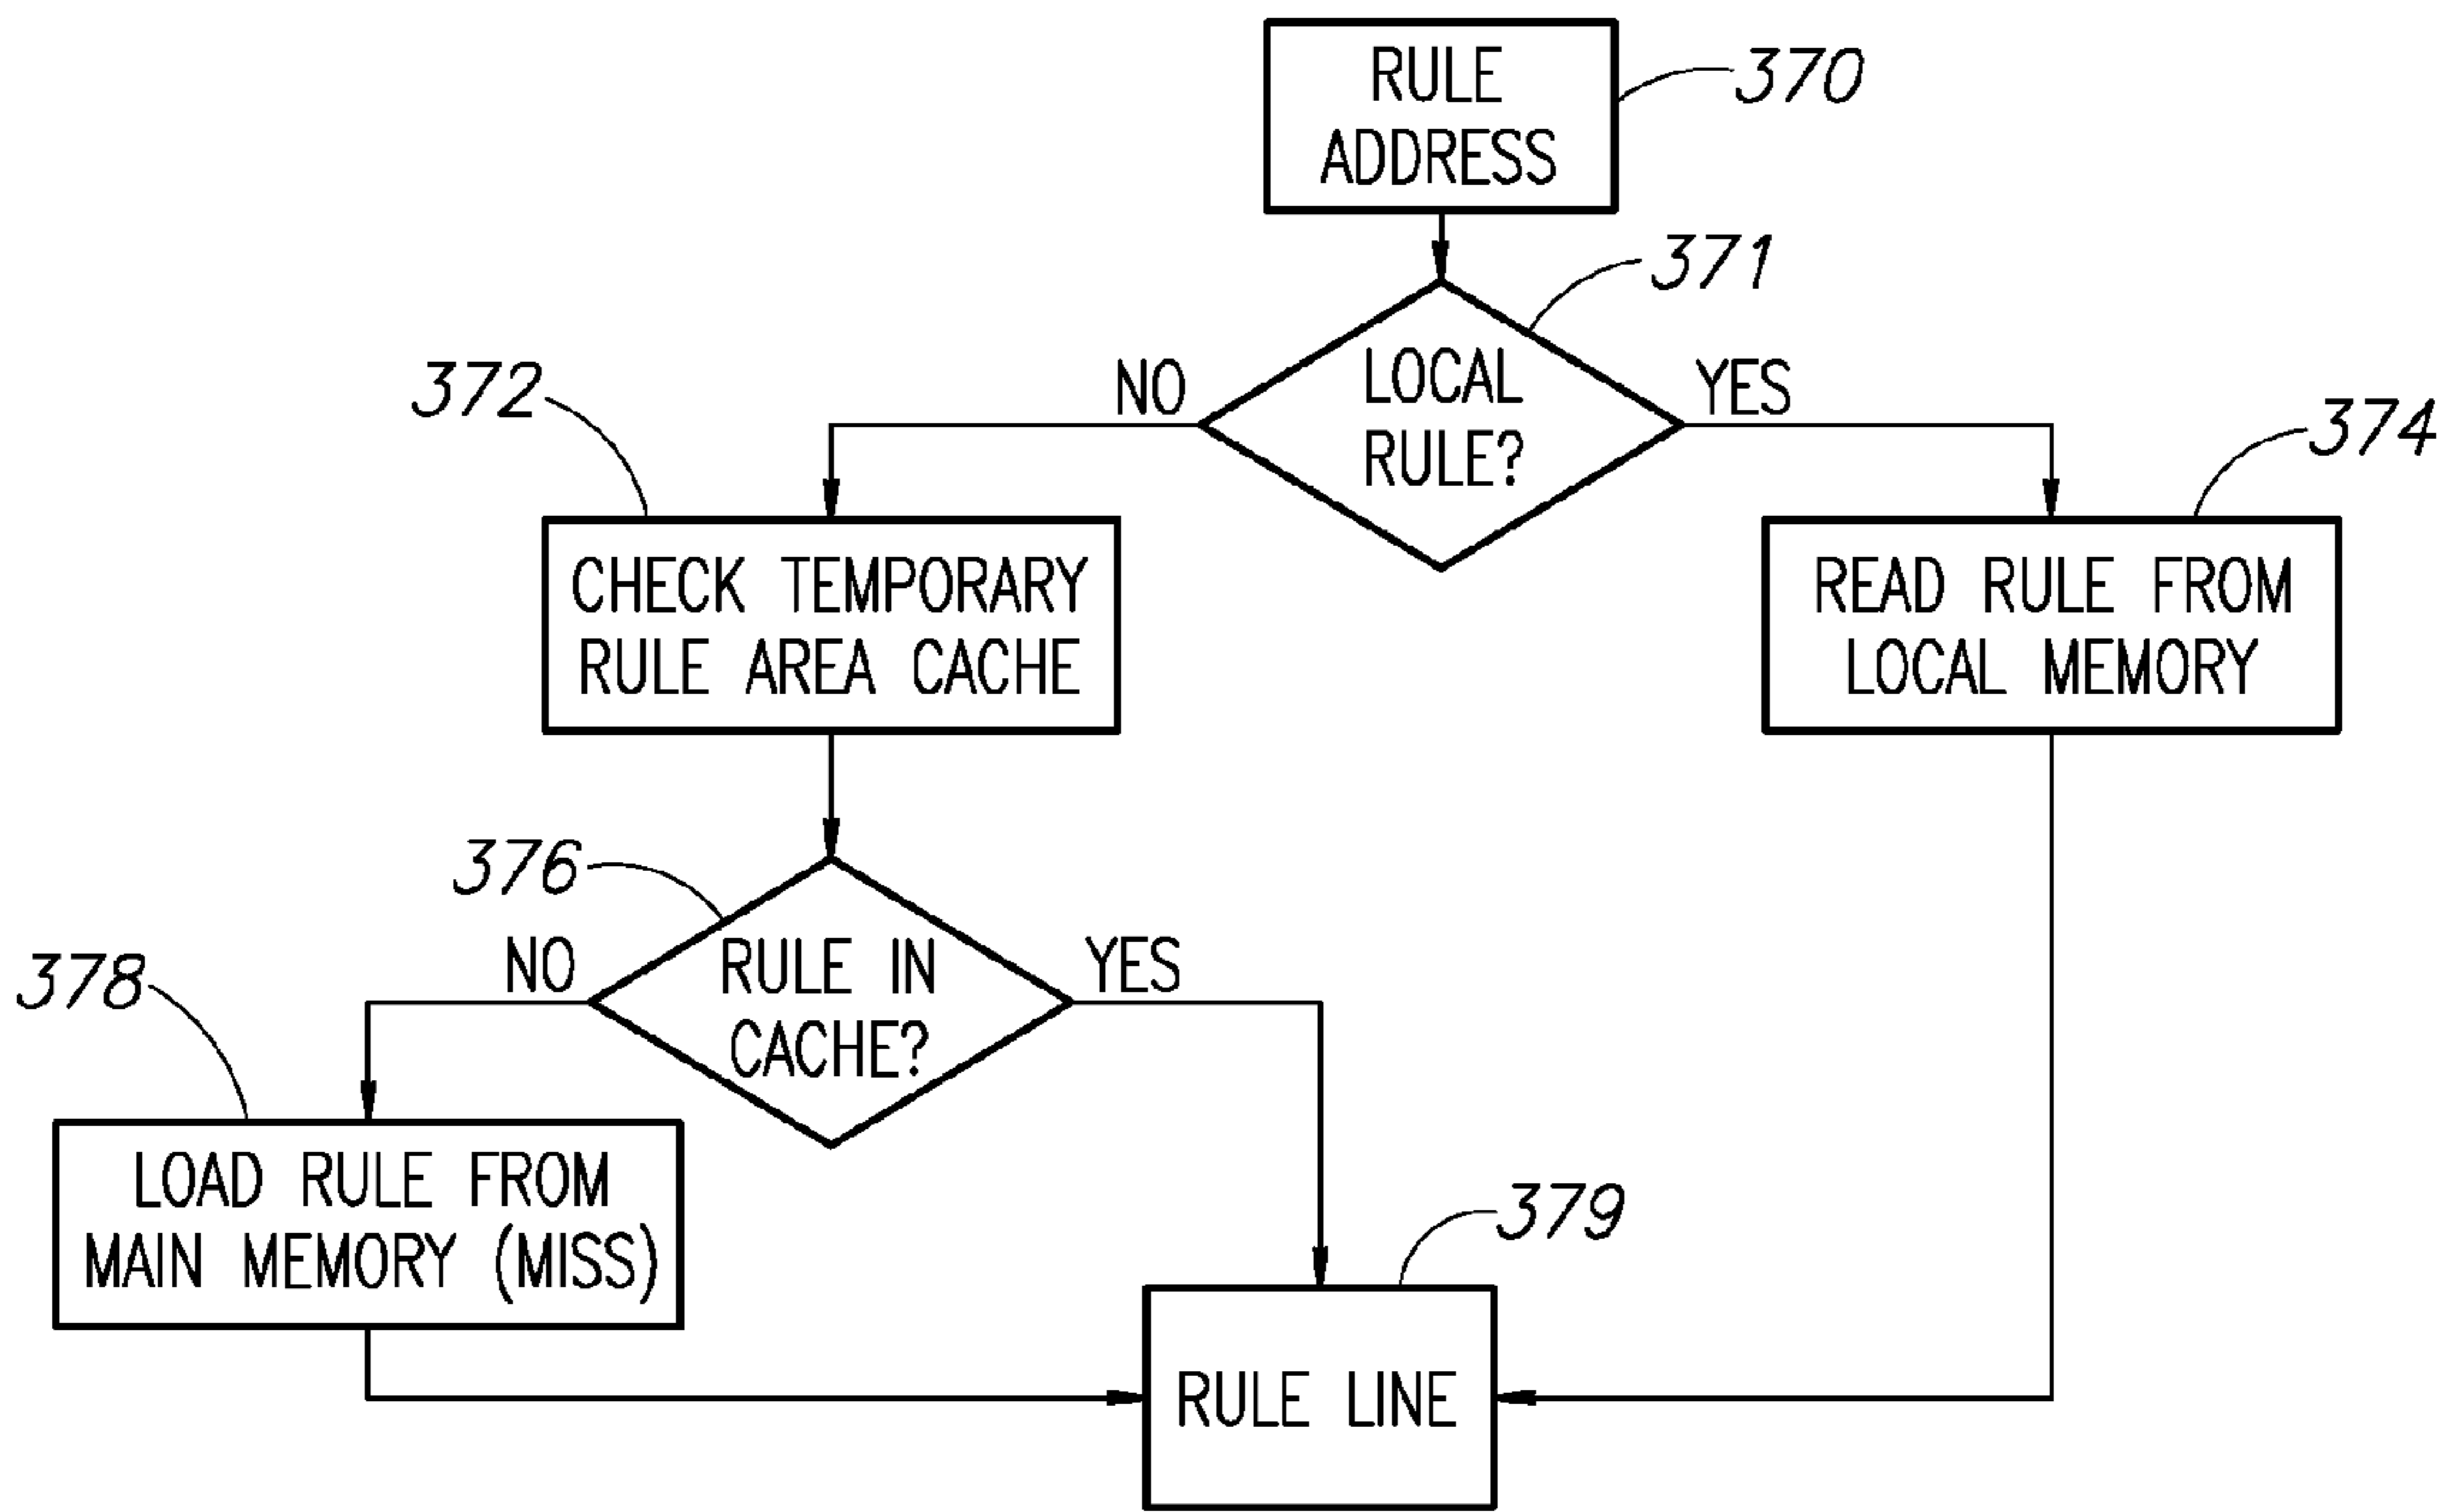 RULE
ADDRESS
370
371
LOCAL
RULE?
NO
YES
372
374
CHECK TEMPORARY
RULE AREA CACHE
READ RULE FROM
LOCAL MEMORY
376
RULE IN
CACHE?
NO
YES
378
LOAD RULE FROM
MAIN MEMORY (MISS)
379
RULE LINE